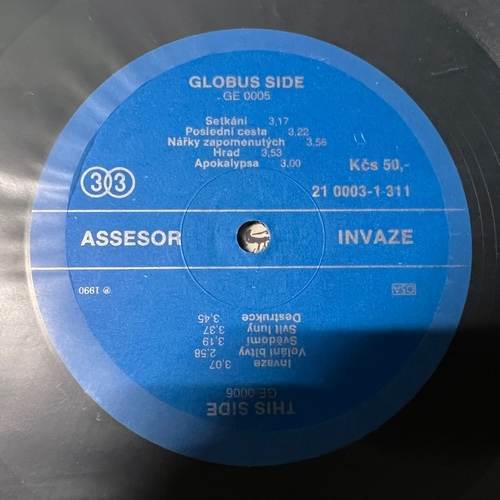 GLOBUS SIDE
GE 0005
Setkání 3,17
Poslední cesta 3,22
Nářky zapomenutých 3,56
Hrad 3,53
Apokalypsa 3,00
Kčs 50,-
33
21 0003-1-311
ASSESOR
INVAZE
℗ 1990
OSA
THIS SIDE
GE 0006
Invaze 3,07
Volání bitvy 2,58
Svědomí 3,19
Svit luny 3,37
Destrukce 3,45